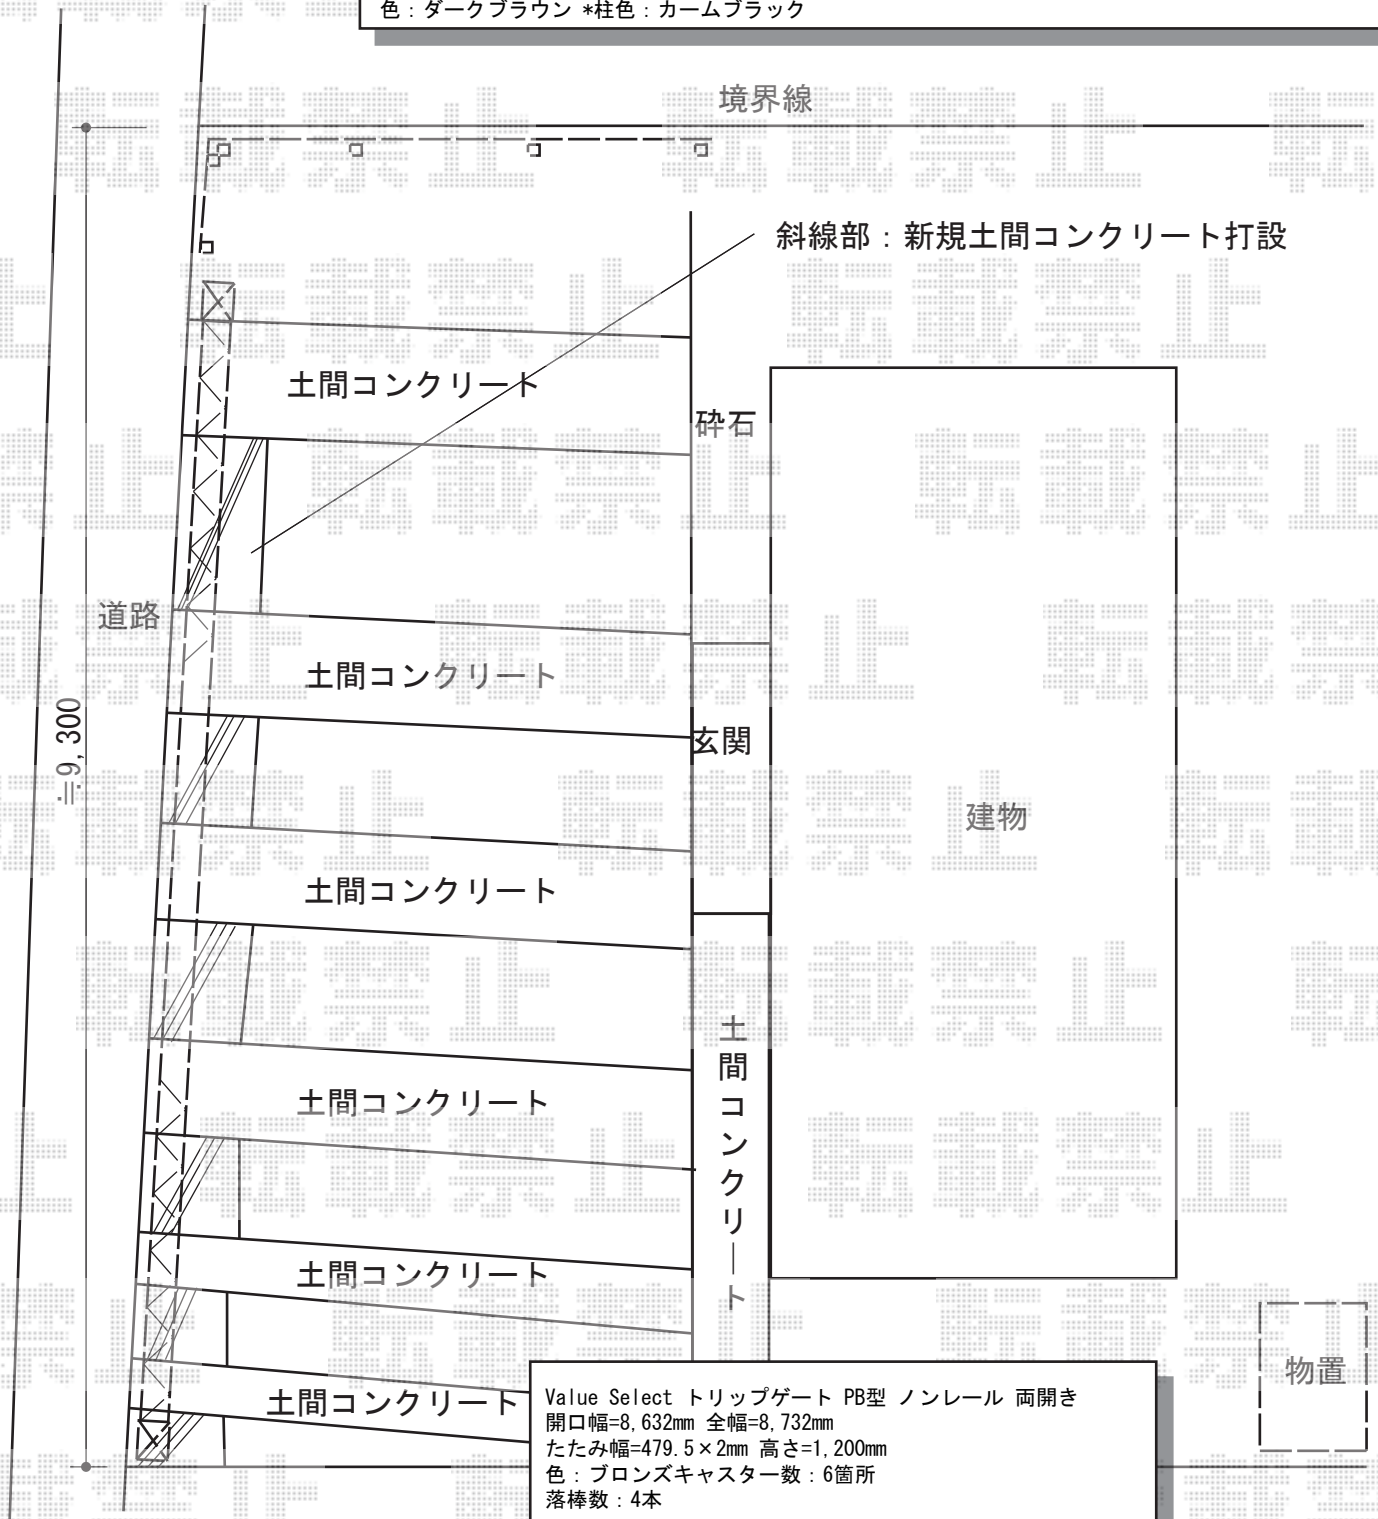 色：ダークブラウン *柱色：カームブラック
境界線
斜線部：新規土間コンクリート打設
土間コンクリート
砕石
道路
土間コンクリート
≒9,300
玄関
建物
土間コンクリート
土間コンクリート
土間コンクリート
土間コンクリート
物置
土間コンクリート
Value Select トリップゲート PB型 ノンレール 両開き
開口幅=8,632mm 全幅=8,732mm
たたみ幅=479.5×2mm 高さ=1,200mm
色：ブロンズキャスター数：6箇所
落棒数：4本
転載禁止